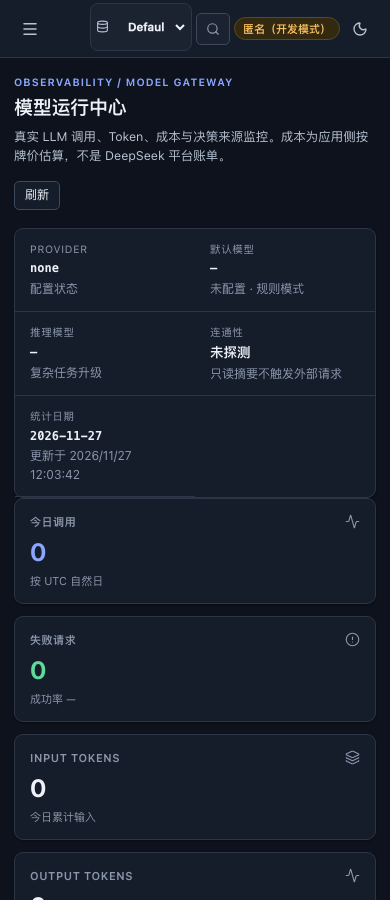 Defaul
匿名（开发模式）
OBSERVABILITY / MODEL GATEWAY
模型运行中心
真实 LLM 调用、Token、成本与决策来源监控。成本为应用侧按
牌价估算，不是 DeepSeek 平台账单。
刷新
PROVIDER
none
配置状态
默认模型
—
未配置 · 规则模式
推理模型
—
复杂任务升级
连通性
未探测
只读摘要不触发外部请求
统计日期
2026-11-27
更新于 2026/11/27
12:03:42
今日调用
0
按 UTC 自然日
失败请求
0
成功率 —
INPUT TOKENS
0
今日累计输入
OUTPUT TOKENS